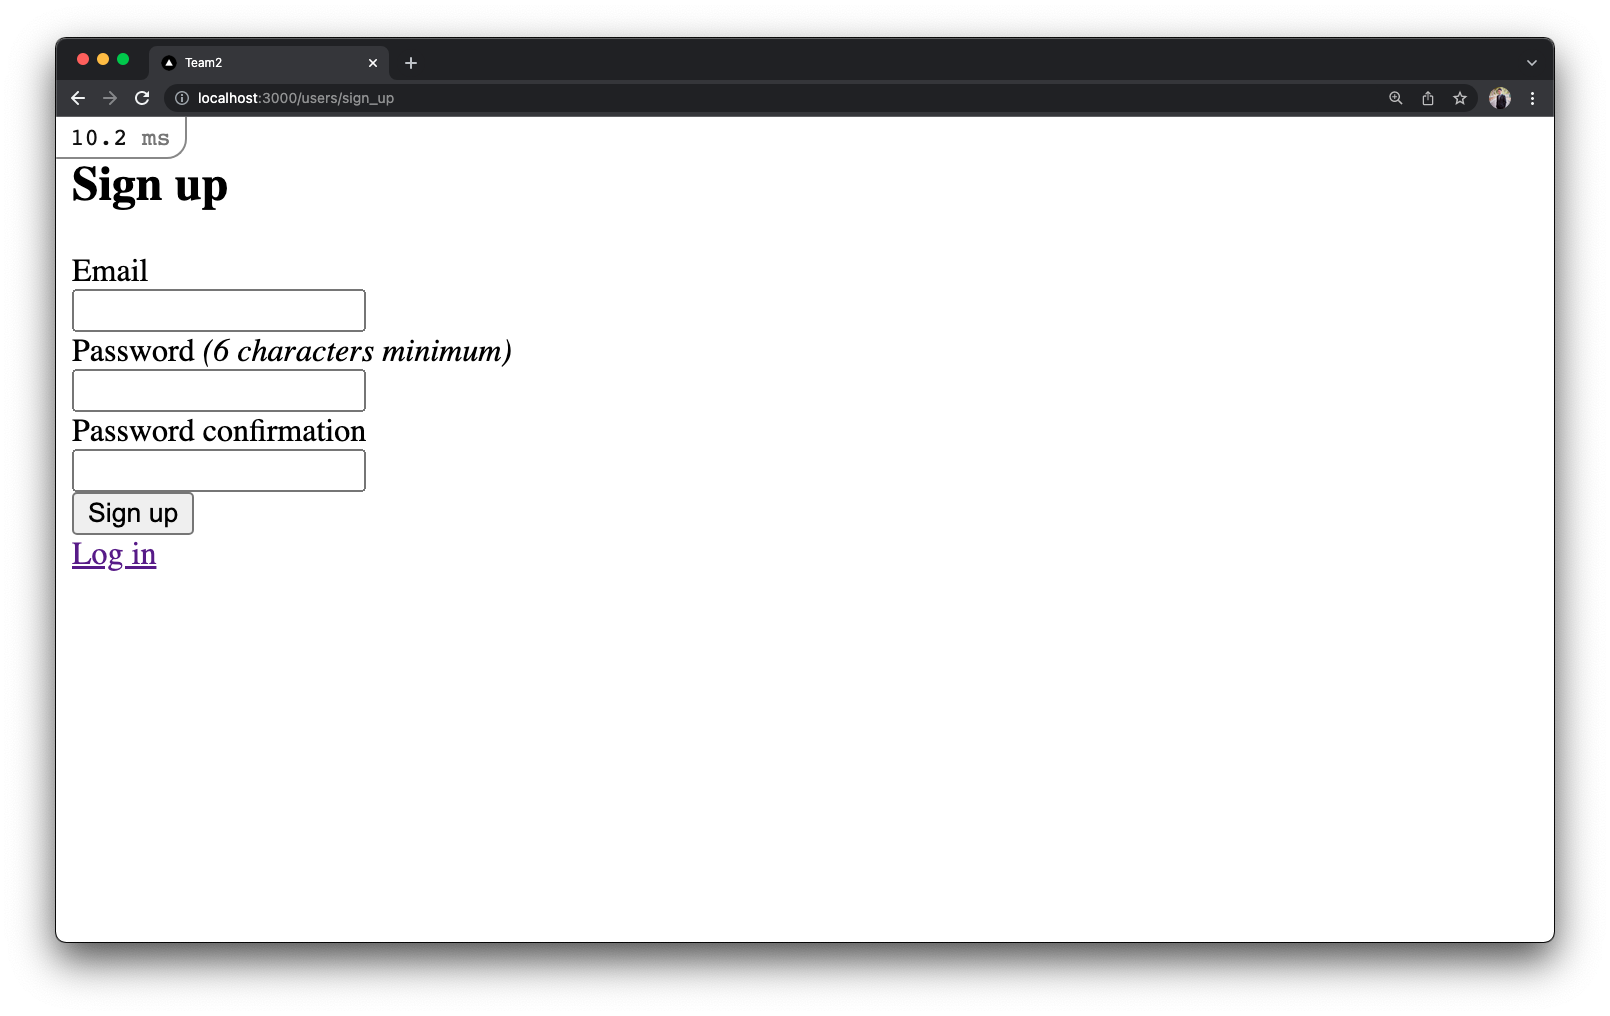 Team2
localhost:3000/users/sign_up
10.2 ms
Sign up
Email
Password (6 characters minimum)
Password confirmation
Sign up
Log in